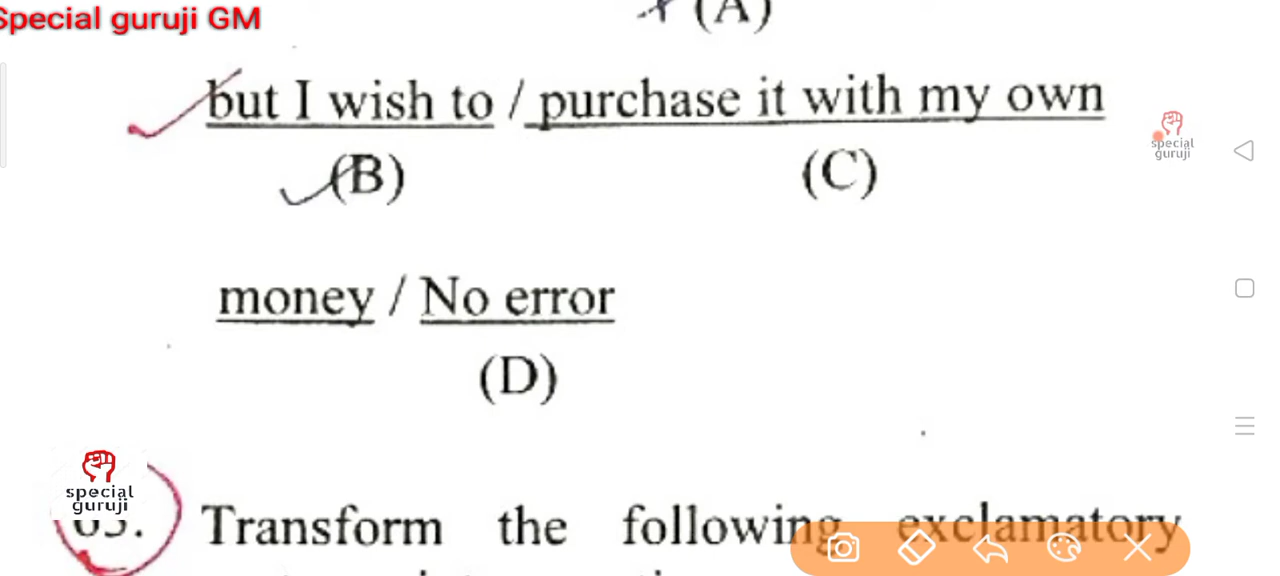 Special guruji GM
(A)
but I wish to / purchase it with my own
special
guruji
(B) (C)
money / No error
(D)
special
guruji
Transform the following exclamatory